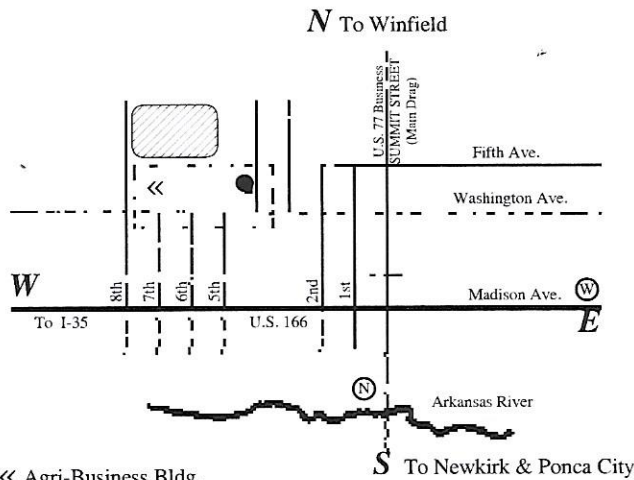 N To Winfield
U.S. 77 Business
SUMMIT STREET
(Main Drag)
Fifth Ave.
«
Washington Ave.
8th
7th
6th
5th
2nd
1st
W
Madison Ave. W
To I-35
U.S. 166
E
N
Arkansas River
S To Newkirk & Ponca City
« Agri-Business Bldg